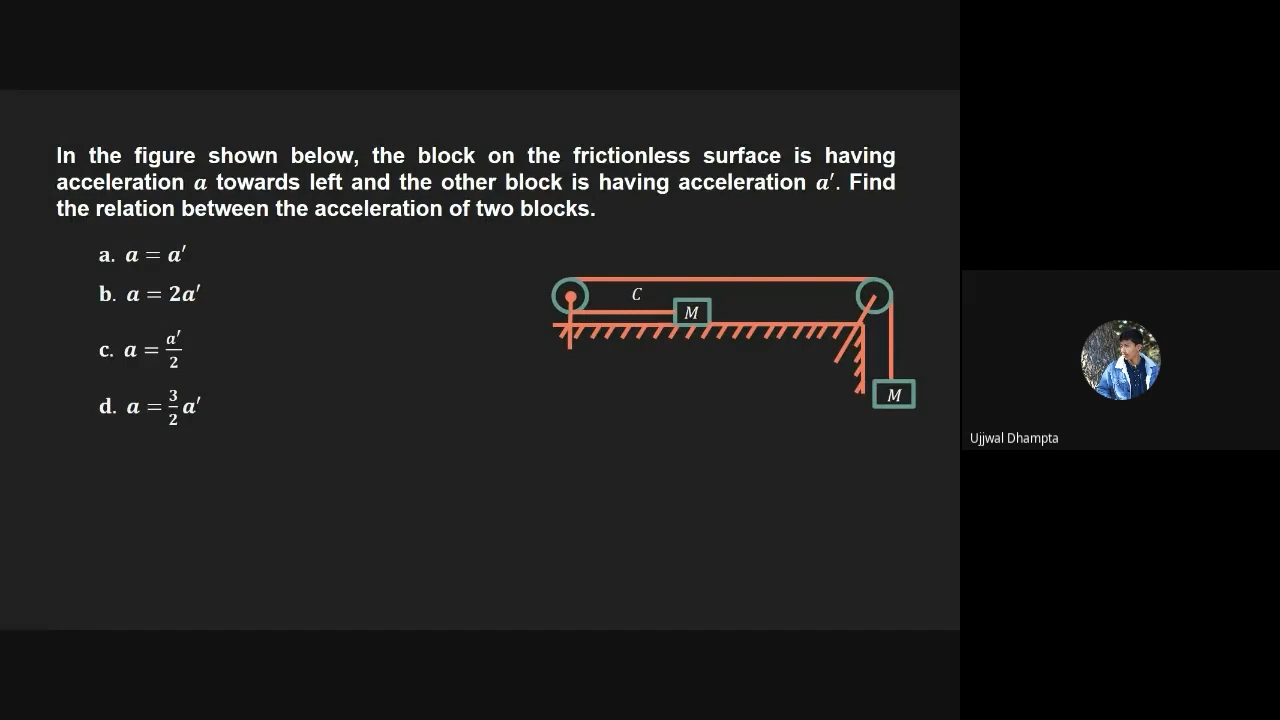 In the figure shown below, the block on the frictionless surface is having
acceleration a towards left and the other block is having acceleration a′. Find
the relation between the acceleration of two blocks.
a. a = a′
b. a = 2a′
c. a = a′/2
d. a = 3/2 a′
C
M
M
Ujjwal Dhampta